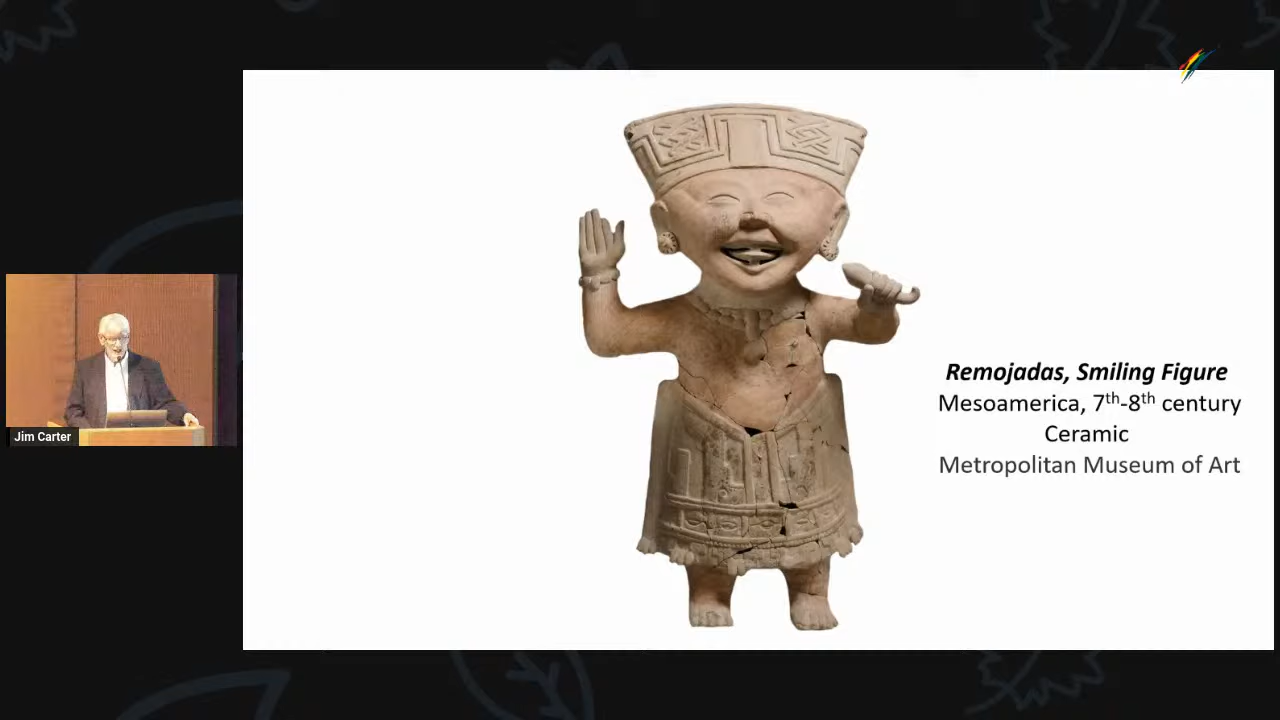 Jim Carter
Remojadas, Smiling Figure
Mesoamerica, 7th-8th century
Ceramic
Metropolitan Museum of Art